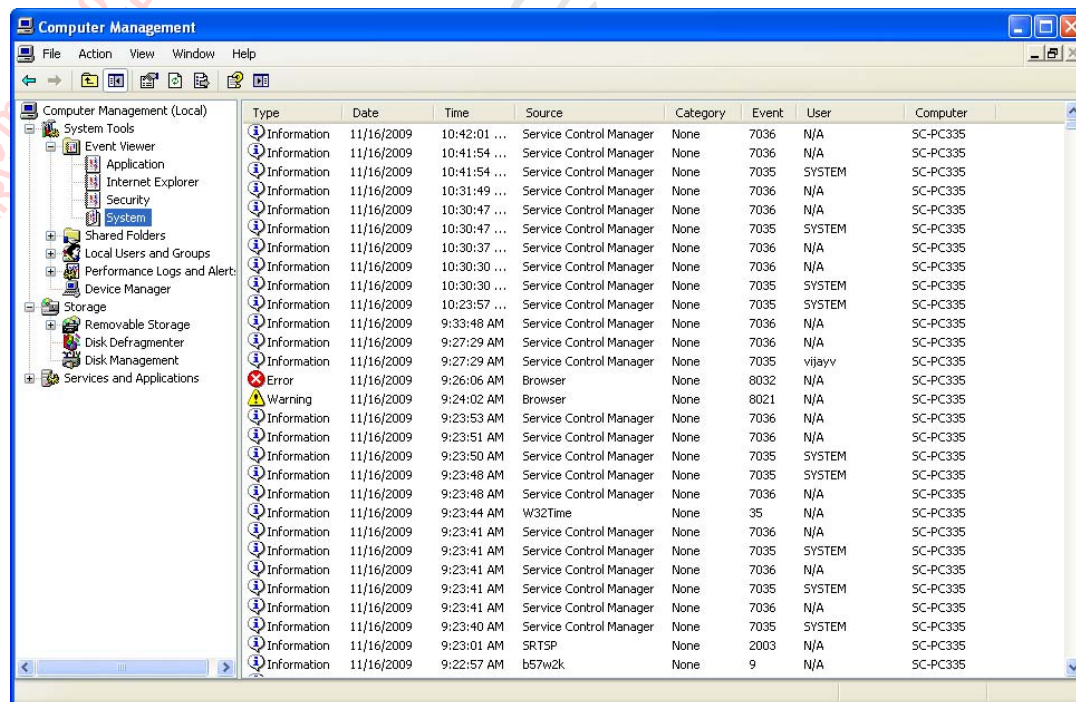 Computer Management
File Action View Window Help
Computer Management (Local)
System Tools
Event Viewer
Application
Internet Explorer
Security
System
Shared Folders
Local Users and Groups
Performance Logs and Alert
Device Manager
Storage
Removable Storage
Disk Defragmenter
Disk Management
Services and Applications
Type Date Time Source Category Event User Computer
Information 11/16/2009 10:42:01 ... Service Control Manager None 7036 N/A SC-PC335
Information 11/16/2009 10:41:54 ... Service Control Manager None 7036 N/A SC-PC335
Information 11/16/2009 10:41:54 ... Service Control Manager None 7035 SYSTEM SC-PC335
Information 11/16/2009 10:31:49 ... Service Control Manager None 7036 N/A SC-PC335
Information 11/16/2009 10:30:47 ... Service Control Manager None 7036 N/A SC-PC335
Information 11/16/2009 10:30:47 ... Service Control Manager None 7035 SYSTEM SC-PC335
Information 11/16/2009 10:30:37 ... Service Control Manager None 7036 N/A SC-PC335
Information 11/16/2009 10:30:30 ... Service Control Manager None 7036 N/A SC-PC335
Information 11/16/2009 10:30:30 ... Service Control Manager None 7035 SYSTEM SC-PC335
Information 11/16/2009 10:23:57 ... Service Control Manager None 7035 SYSTEM SC-PC335
Information 11/16/2009 9:33:48 AM Service Control Manager None 7036 N/A SC-PC335
Information 11/16/2009 9:27:29 AM Service Control Manager None 7036 N/A SC-PC335
Information 11/16/2009 9:27:29 AM Service Control Manager None 7035 vijayv SC-PC335
Error 11/16/2009 9:26:06 AM Browser None 8032 N/A SC-PC335
Warning 11/16/2009 9:24:02 AM Browser None 8021 N/A SC-PC335
Information 11/16/2009 9:23:53 AM Service Control Manager None 7036 N/A SC-PC335
Information 11/16/2009 9:23:51 AM Service Control Manager None 7036 N/A SC-PC335
Information 11/16/2009 9:23:50 AM Service Control Manager None 7035 SYSTEM SC-PC335
Information 11/16/2009 9:23:48 AM Service Control Manager None 7035 SYSTEM SC-PC335
Information 11/16/2009 9:23:48 AM Service Control Manager None 7036 N/A SC-PC335
Information 11/16/2009 9:23:44 AM W32Time None 35 N/A SC-PC335
Information 11/16/2009 9:23:41 AM Service Control Manager None 7036 N/A SC-PC335
Information 11/16/2009 9:23:41 AM Service Control Manager None 7035 SYSTEM SC-PC335
Information 11/16/2009 9:23:41 AM Service Control Manager None 7036 N/A SC-PC335
Information 11/16/2009 9:23:41 AM Service Control Manager None 7035 SYSTEM SC-PC335
Information 11/16/2009 9:23:41 AM Service Control Manager None 7036 N/A SC-PC335
Information 11/16/2009 9:23:40 AM Service Control Manager None 7035 SYSTEM SC-PC335
Information 11/16/2009 9:23:01 AM SRTSP None 2003 N/A SC-PC335
Information 11/16/2009 9:22:57 AM b57w2k None 9 N/A SC-PC335